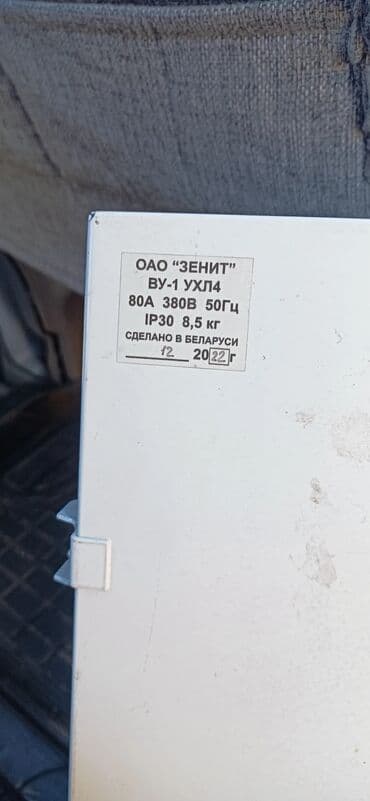 ОАО “ЗЕНИТ”
ВУ-1 УХЛ4
80А 380В 50Гц
IP30 8,5 кг
СДЕЛАНО В БЕЛАРУСИ
12 2022г